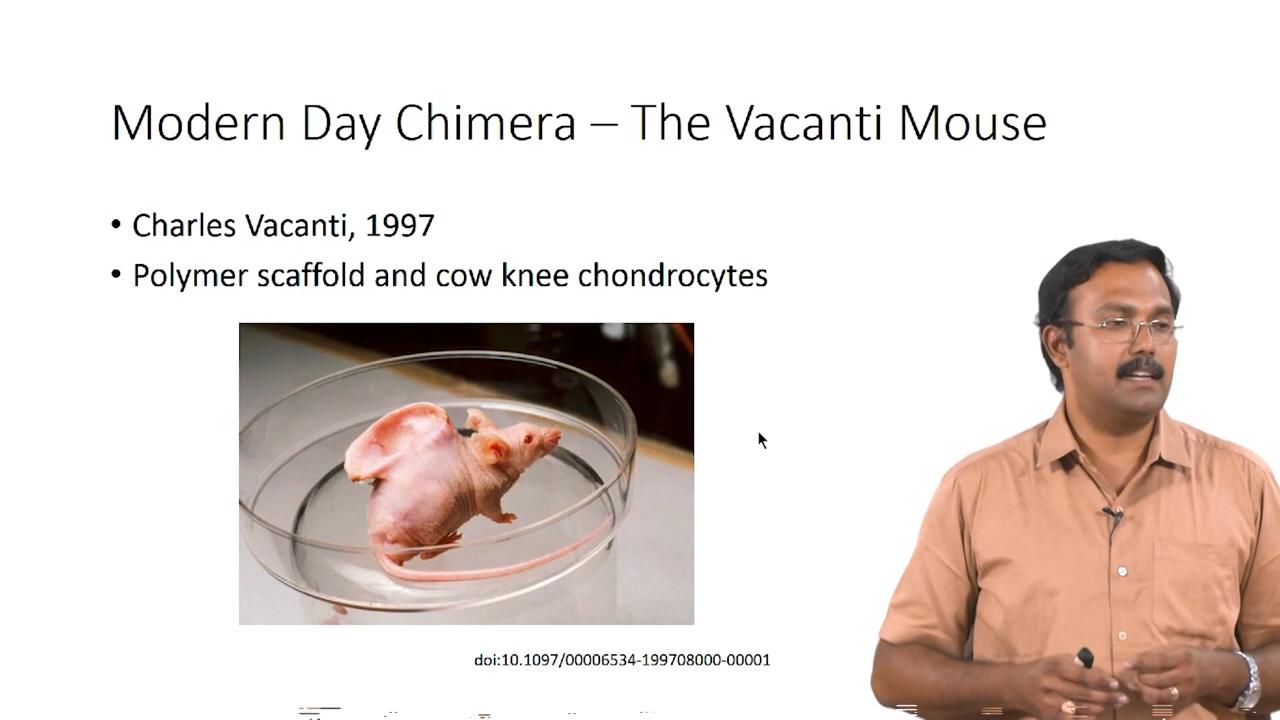 Modern Day Chimera – The Vacanti Mouse
• Charles Vacanti, 1997
• Polymer scaffold and cow knee chondrocytes
doi:10.1097/00006534-199708000-00001